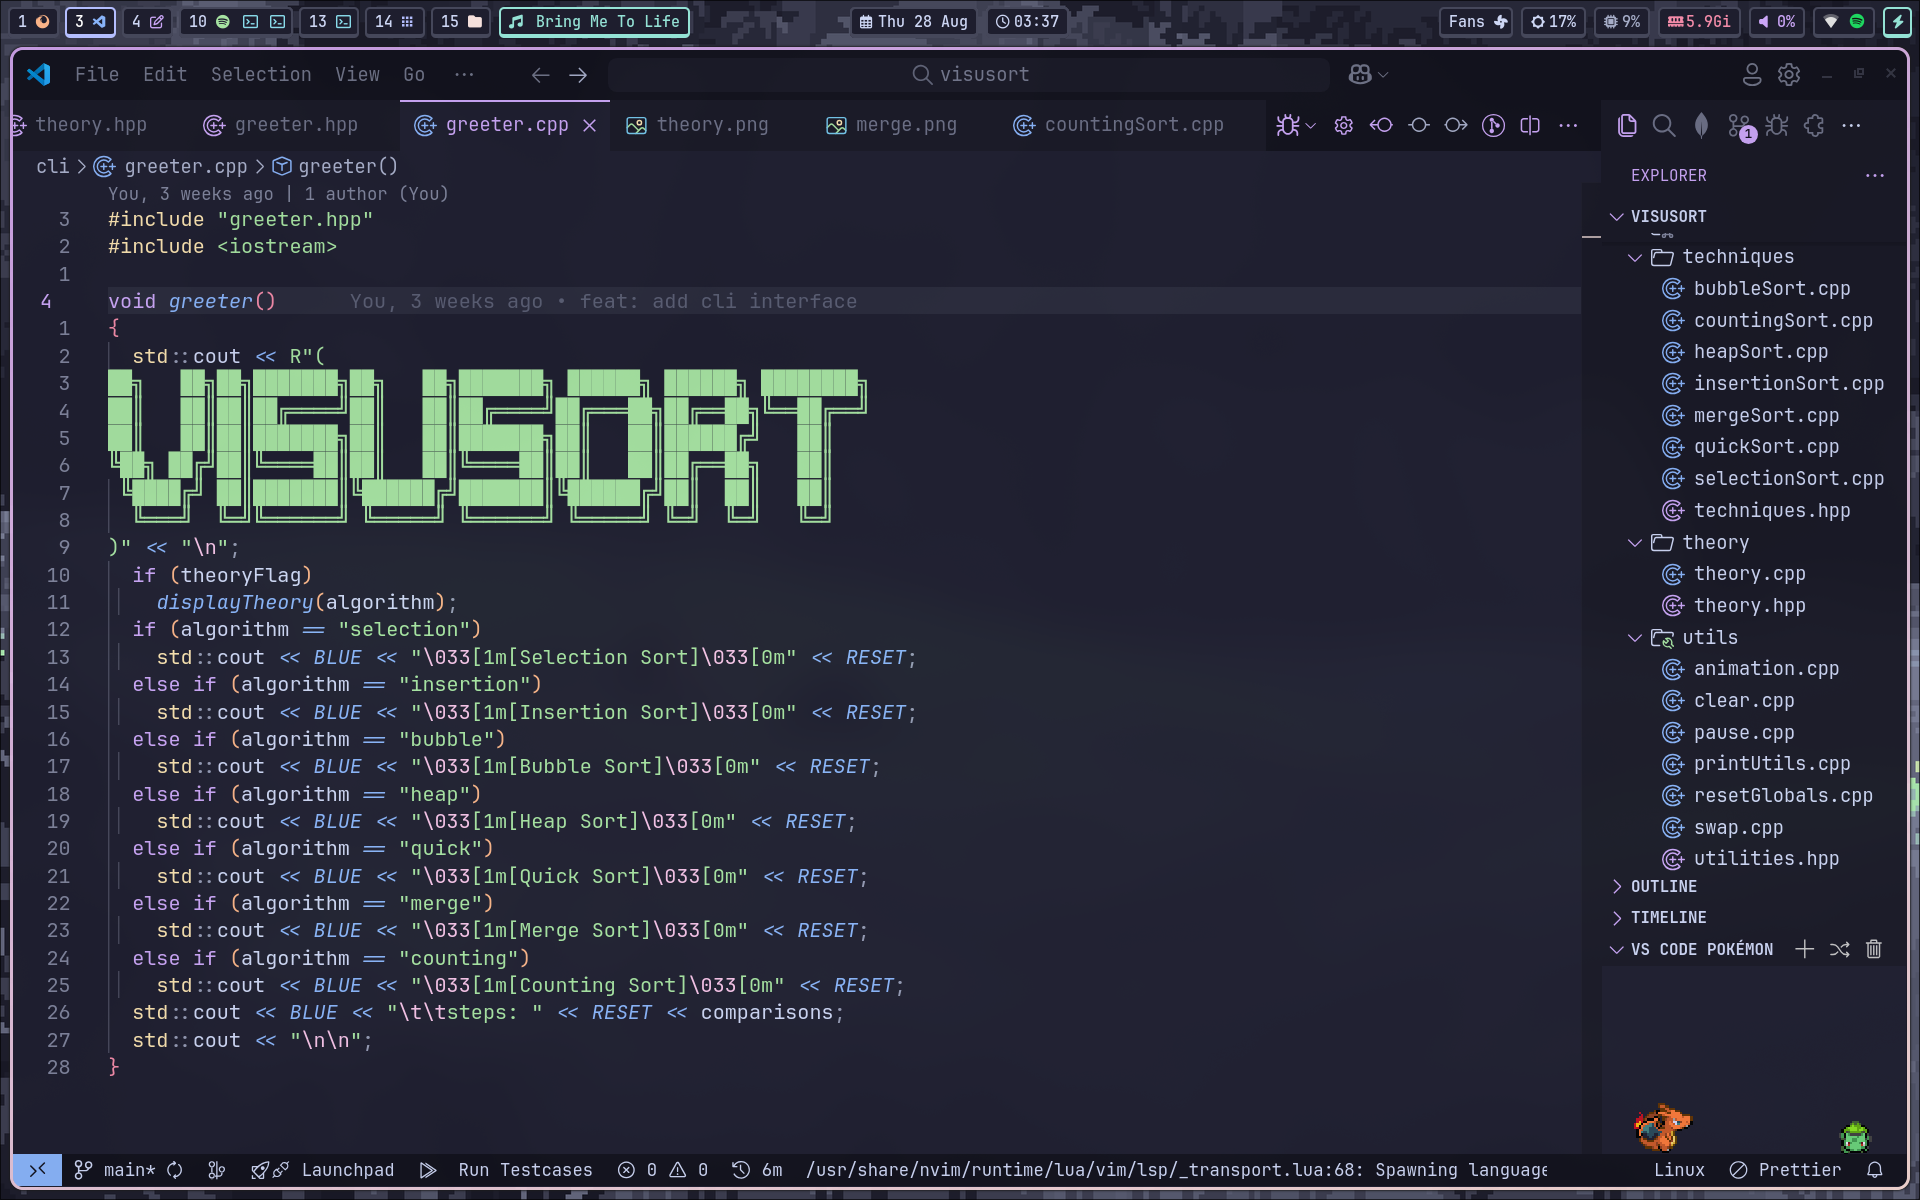 1 3 4 10 13 14 15 Bring Me To Life Thu 28 Aug 03:37 Fans 17% 9% 5.9Gi 0%
File Edit Selection View Go ··· visusort
theory.hpp greeter.hpp greeter.cpp theory.png merge.png countingSort.cpp
cli > greeter.cpp > greeter()
You, 3 weeks ago | 1 author (You)
3 #include "greeter.hpp"
2 #include <iostream>
1
4 void greeter() You, 3 weeks ago • feat: add cli interface
1 {
2 std::cout << R"(
3
4
5
6
7
8
VISUSORT
9 )" << "\n";
10 if (theoryFlag)
11 displayTheory(algorithm);
12 if (algorithm == "selection")
13 std::cout << BLUE << "\033[1m[Selection Sort]\033[0m" << RESET;
14 else if (algorithm == "insertion")
15 std::cout << BLUE << "\033[1m[Insertion Sort]\033[0m" << RESET;
16 else if (algorithm == "bubble")
17 std::cout << BLUE << "\033[1m[Bubble Sort]\033[0m" << RESET;
18 else if (algorithm == "heap")
19 std::cout << BLUE << "\033[1m[Heap Sort]\033[0m" << RESET;
20 else if (algorithm == "quick")
21 std::cout << BLUE << "\033[1m[Quick Sort]\033[0m" << RESET;
22 else if (algorithm == "merge")
23 std::cout << BLUE << "\033[1m[Merge Sort]\033[0m" << RESET;
24 else if (algorithm == "counting")
25 std::cout << BLUE << "\033[1m[Counting Sort]\033[0m" << RESET;
26 std::cout << BLUE << "\t\tsteps: " << RESET << comparisons;
27 std::cout << "\n\n";
28 }
1
EXPLORER
VISUSORT
techniques
bubbleSort.cpp
countingSort.cpp
heapSort.cpp
insertionSort.cpp
mergeSort.cpp
quickSort.cpp
selectionSort.cpp
techniques.hpp
theory
theory.cpp
theory.hpp
utils
animation.cpp
clear.cpp
pause.cpp
printUtils.cpp
resetGlobals.cpp
swap.cpp
utilities.hpp
OUTLINE
TIMELINE
VS CODE POKÉMON
main* Launchpad Run Testcases 0 0 6m /usr/share/nvim/runtime/lua/vim/lsp/_transport.lua:68: Spawning language Linux Prettier